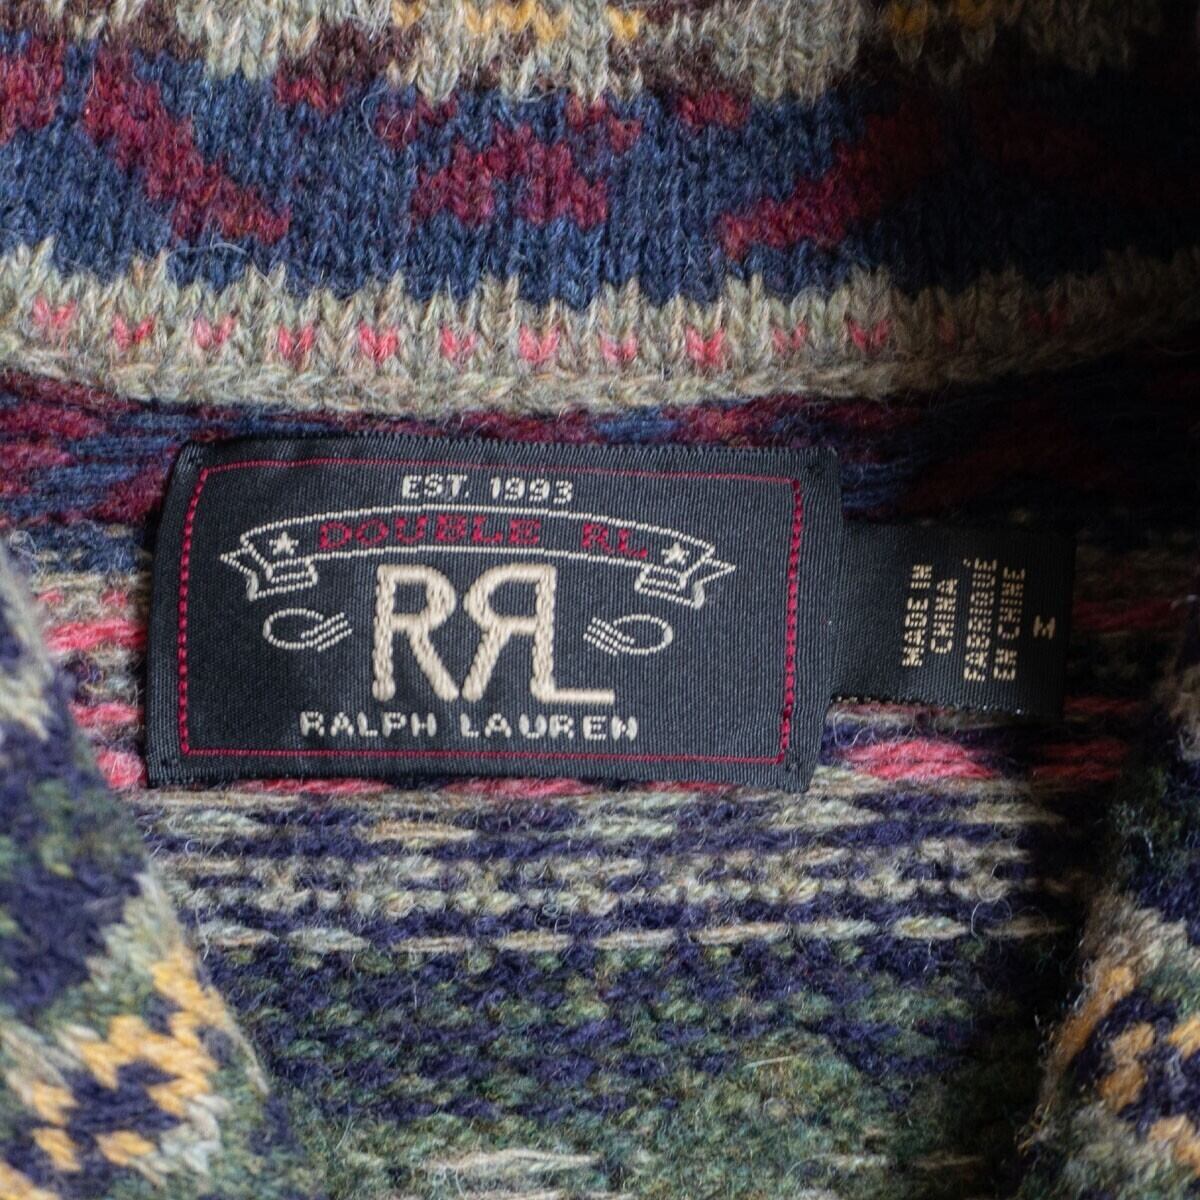 EST. 1993
DOUBLE RL
RRL
RALPH LAUREN
MADE IN
CHINA
FABRIQUÉ
EN CHINE
M